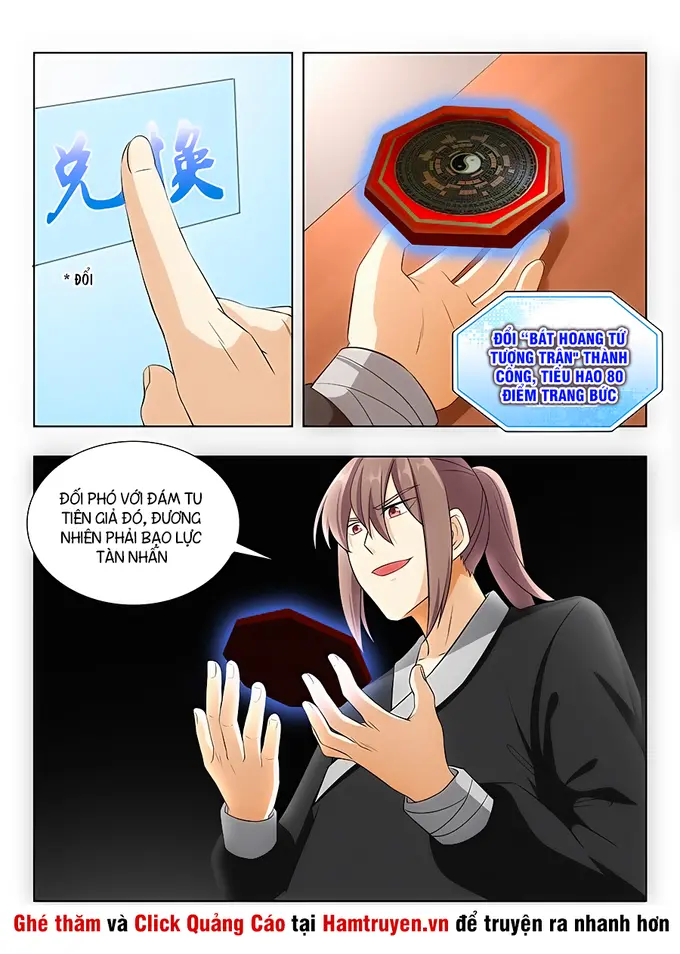 兑换
* ĐỔI
ĐỔI "BÁT HOANG TỨ
TƯỢNG TRẬN" THÀNH
CÔNG, TIÊU HAO 80
ĐIỂM TRANG BỨC
ĐỐI PHÓ VỚI ĐÁM TU
TIÊN GIẢ ĐÓ, ĐƯƠNG
NHIÊN PHẢI BẠO LỰC
TÀN NHẪN
Ghé thăm và Click Quảng Cáo tại Hamtruyen.vn để truyện ra nhanh hơn